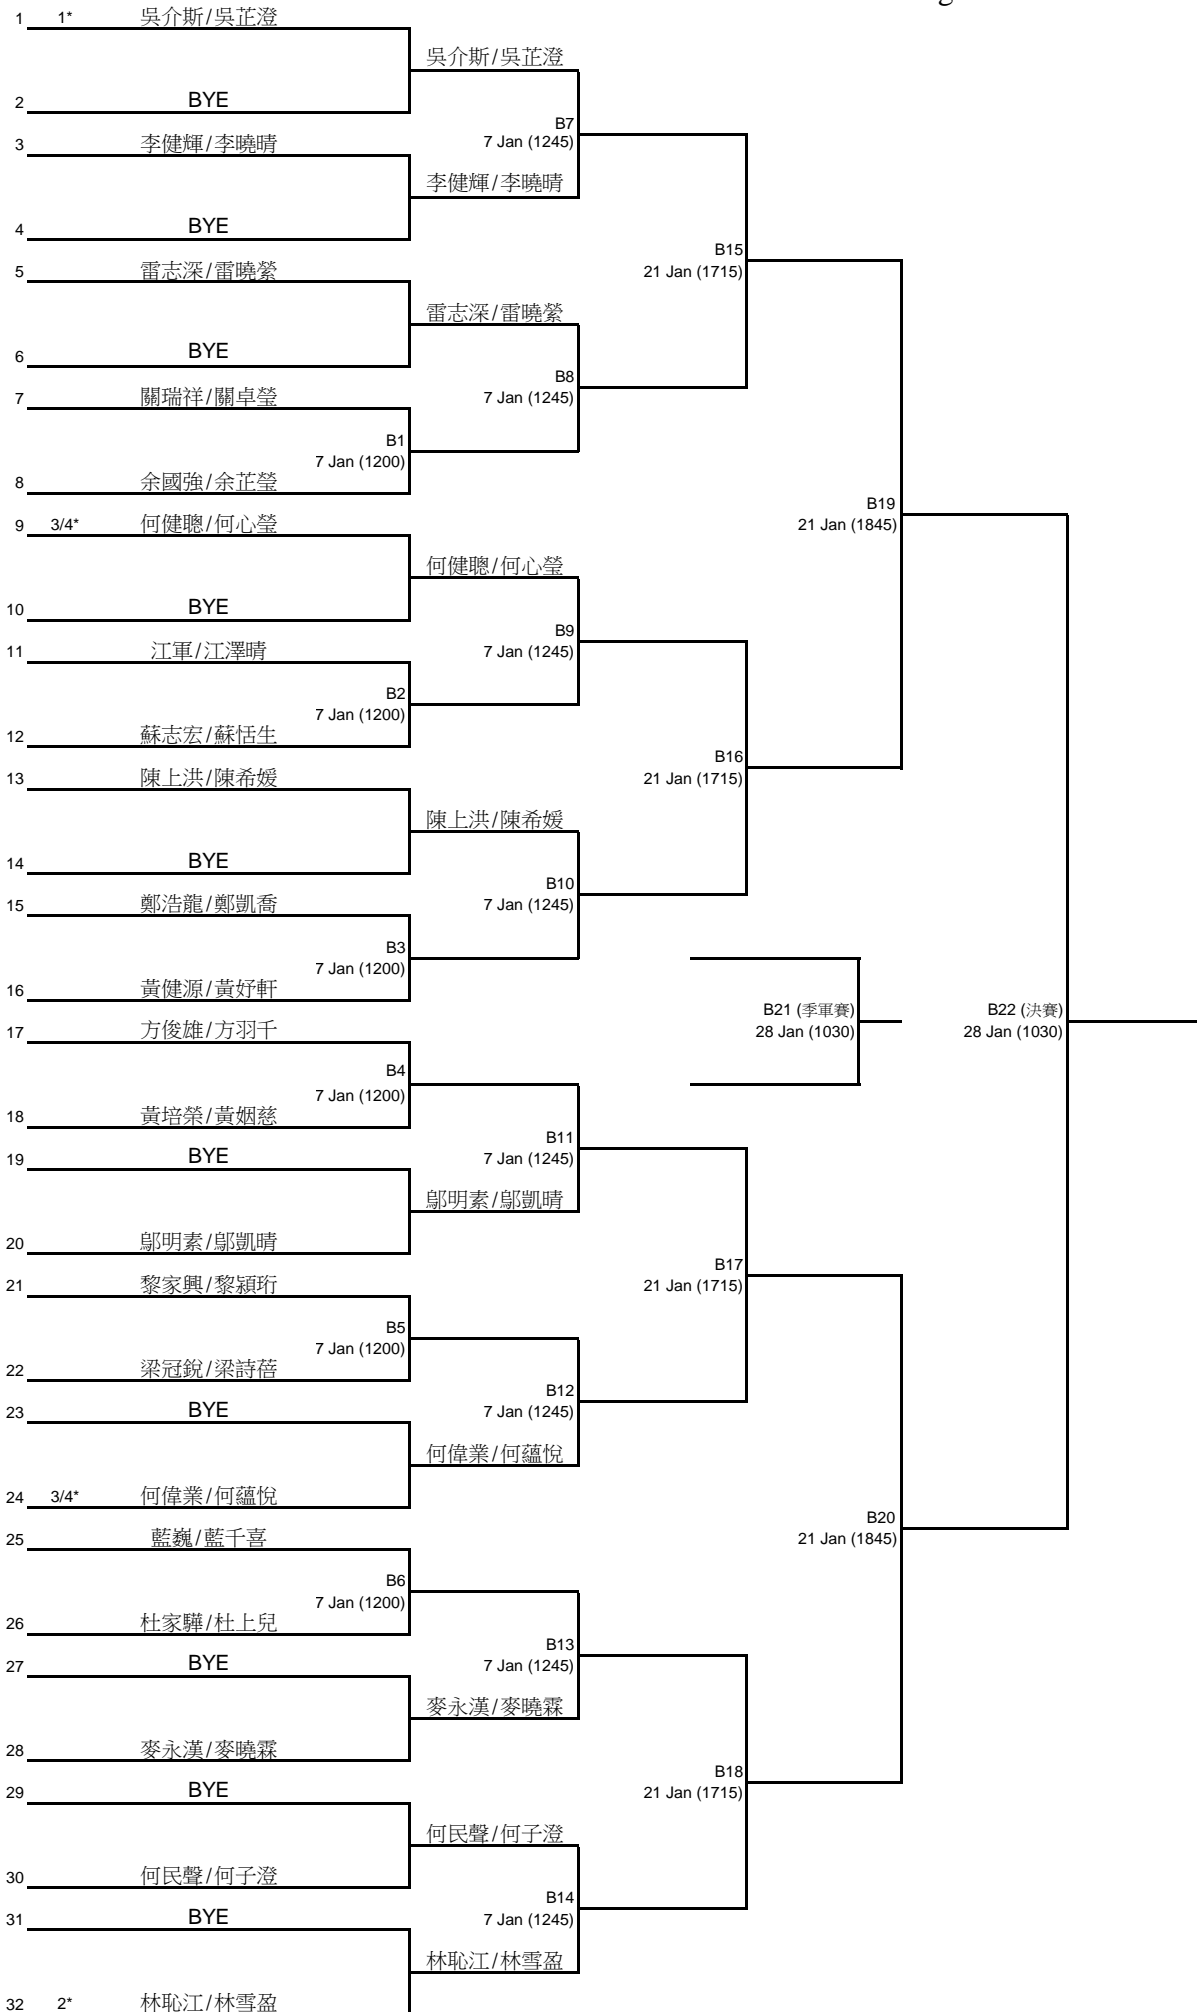 g
1 1* 吳介斯/吳芷澄
吳介斯/吳芷澄
2 BYE
B7
7 Jan (1245)
3 李健輝/李曉晴
李健輝/李曉晴
4 BYE
B15
21 Jan (1715)
5 雷志深/雷曉縈
雷志深/雷曉縈
6 BYE
B8
7 Jan (1245)
7 關瑞祥/關卓瑩
B1
7 Jan (1200)
8 余國強/余芷瑩
B19
21 Jan (1845)
9 3/4* 何健聰/何心瑩
何健聰/何心瑩
10 BYE
B9
7 Jan (1245)
11 江軍/江澤晴
B2
7 Jan (1200)
12 蘇志宏/蘇恬生
B16
21 Jan (1715)
13 陳上洪/陳希媛
陳上洪/陳希媛
14 BYE
B10
7 Jan (1245)
15 鄭浩龍/鄭凱喬
B3
7 Jan (1200)
16 黃健源/黃妤軒
B21 (季軍賽)
28 Jan (1030)
B22 (決賽)
28 Jan (1030)
17 方俊雄/方羽千
B4
7 Jan (1200)
18 黃培榮/黃姻慈
B11
7 Jan (1245)
19 BYE
鄔明素/鄔凱晴
20 鄔明素/鄔凱晴
B17
21 Jan (1715)
21 黎家興/黎潁珩
B5
7 Jan (1200)
22 梁冠銳/梁詩蓓
B12
7 Jan (1245)
23 BYE
何偉業/何蘊悅
24 3/4* 何偉業/何蘊悅
B20
21 Jan (1845)
25 藍巍/藍千喜
B6
7 Jan (1200)
26 杜家驊/杜上兒
B13
7 Jan (1245)
27 BYE
麥永漢/麥曉霖
28 麥永漢/麥曉霖
B18
21 Jan (1715)
29 BYE
何民聲/何子澄
30 何民聲/何子澄
B14
7 Jan (1245)
31 BYE
林恥江/林雪盈
32 2* 林恥江/林雪盈